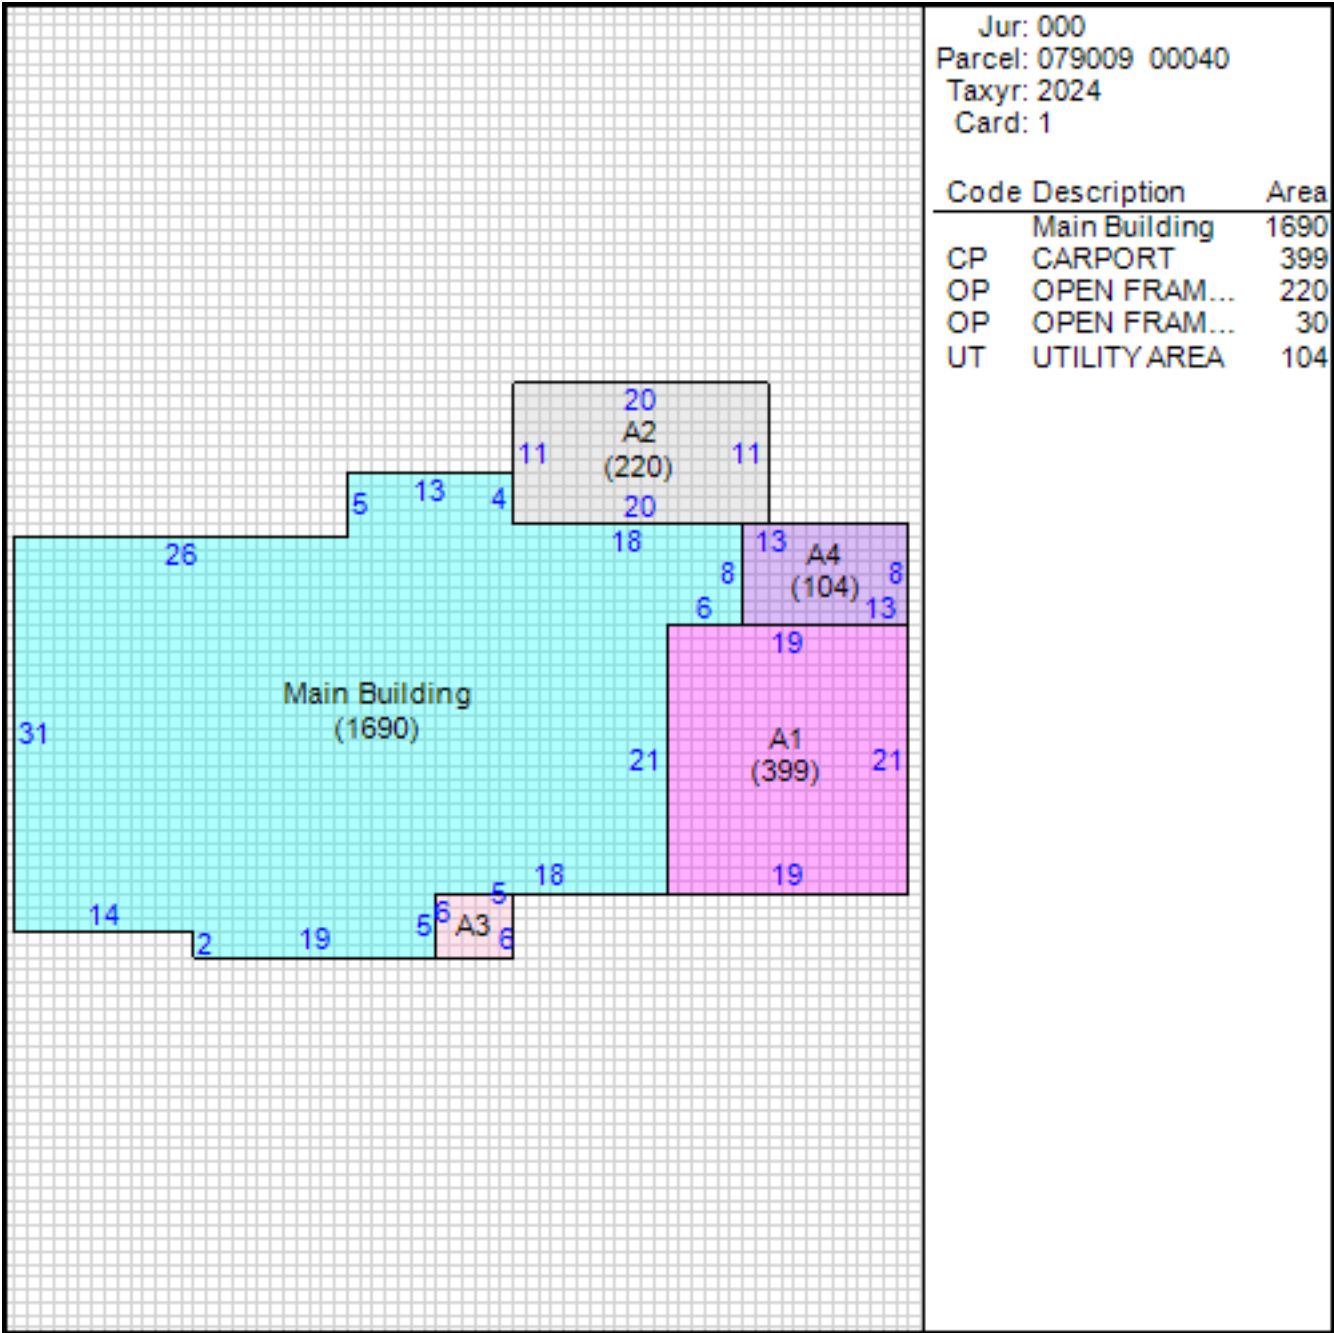 Jur: 000
Parcel: 079009 00040
Taxyr: 2024
Card: 1
Code Description Area
Main Building 1690
CP CARPORT 399
OP OPEN FRAM... 220
OP OPEN FRAM... 30
UT UTILITY AREA 104
20
A2
11 11
(220)
20
13
5 4
18
26
13
A4
8 8
(104)
6 13
19
Main Building
(1690)
31
21
A1
(399)
21
18
19
5
14
6
5
A3
6
2
19